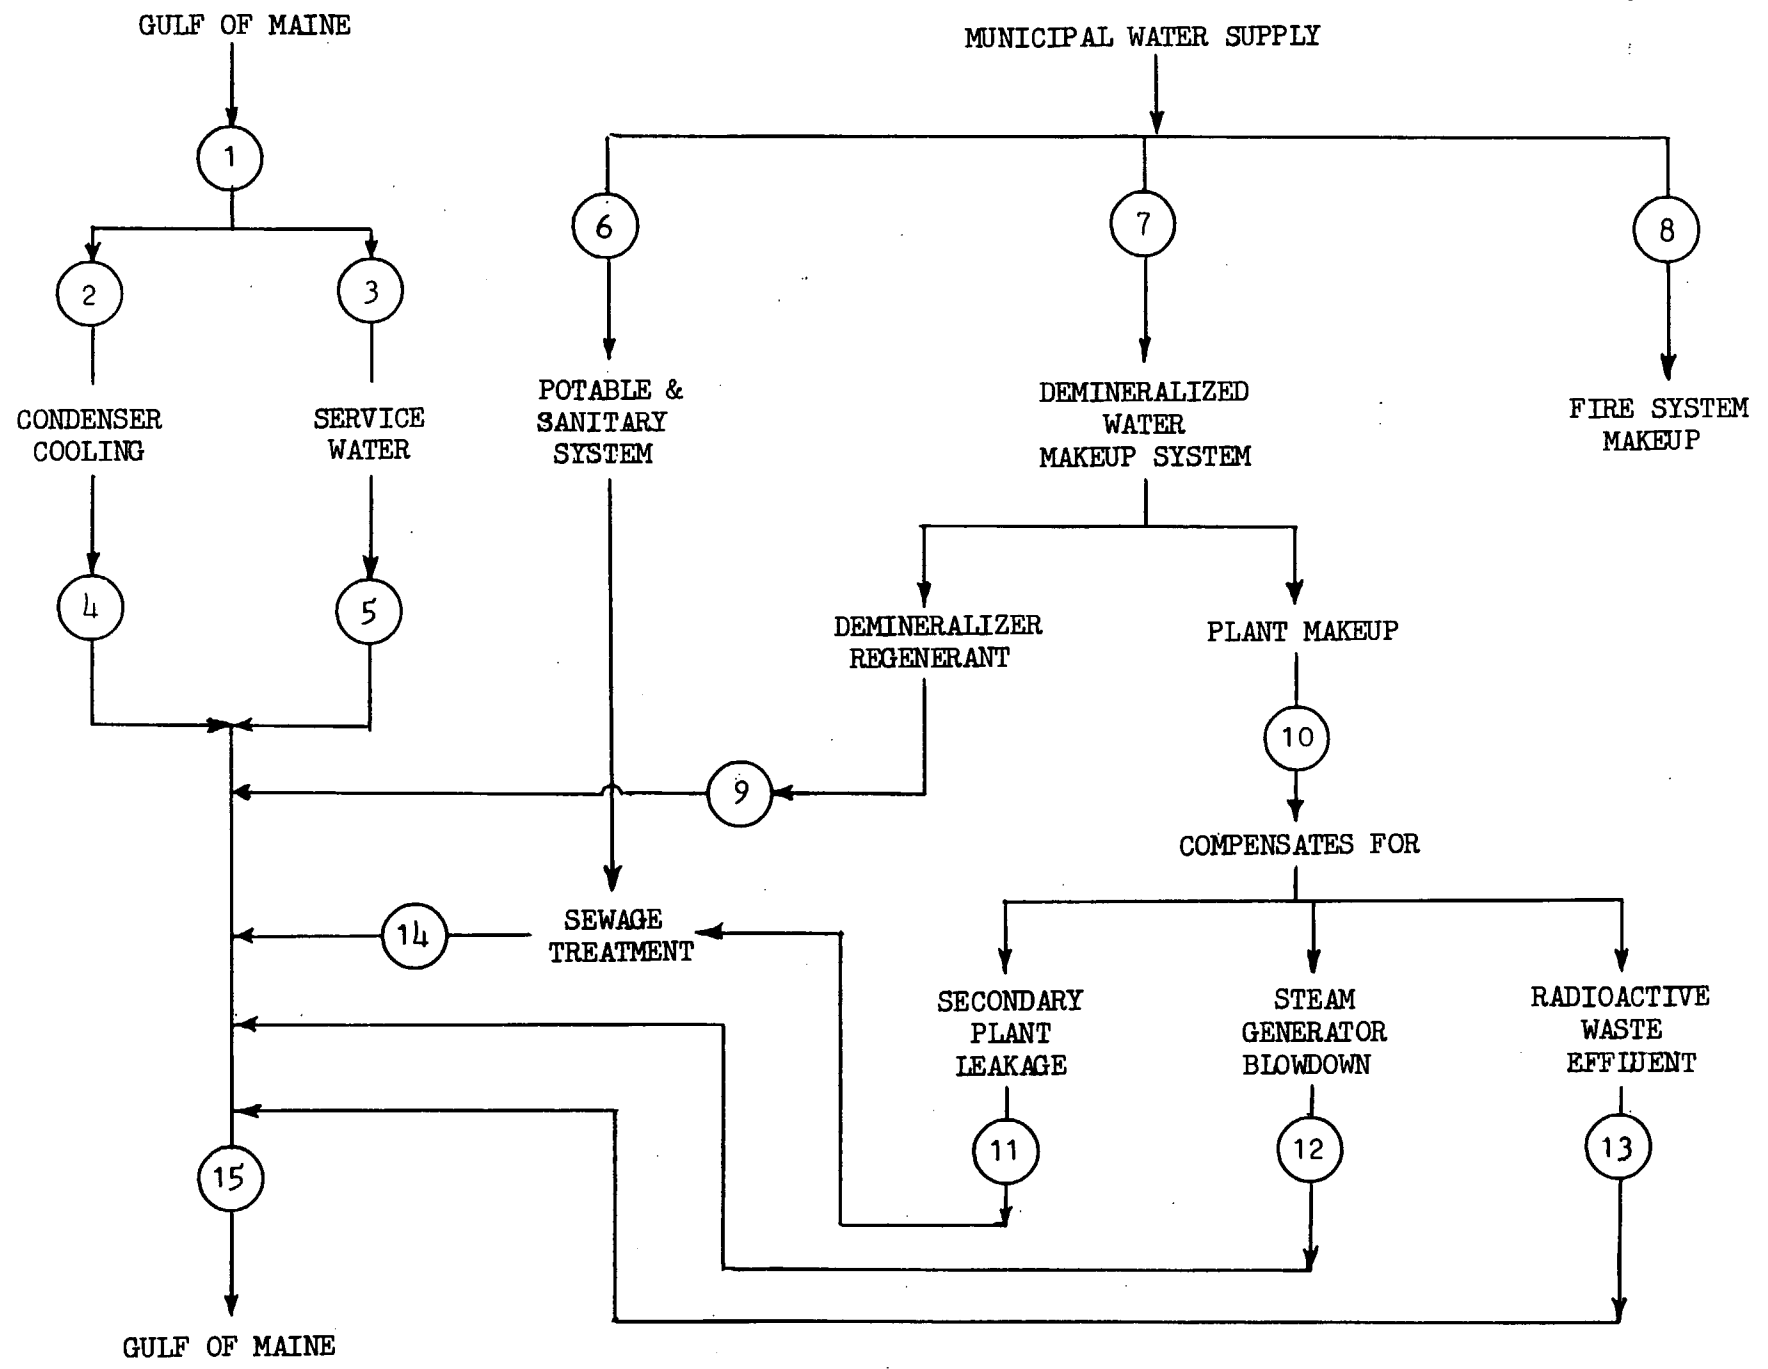 GULF OF MAINE
MUNICIPAL WATER SUPPLY
1
2
3
6
7
8
CONDENSER
COOLING
SERVICE
WATER
POTABLE &
SANITARY
SYSTEM
DEMINERALIZED
WATER
MAKEUP SYSTEM
FIRE SYSTEM
MAKEUP
4
5
DEMINERALIZER
REGENERANT
PLANT MAKEUP
10
9
COMPENSATES FOR
14
SEWAGE
TREATMENT
SECONDARY
PLANT
LEAKAGE
STEAM
GENERATOR
BLOWDOWN
RADIOACTIVE
WASTE
EFFLUENT
11
12
13
15
GULF OF MAINE